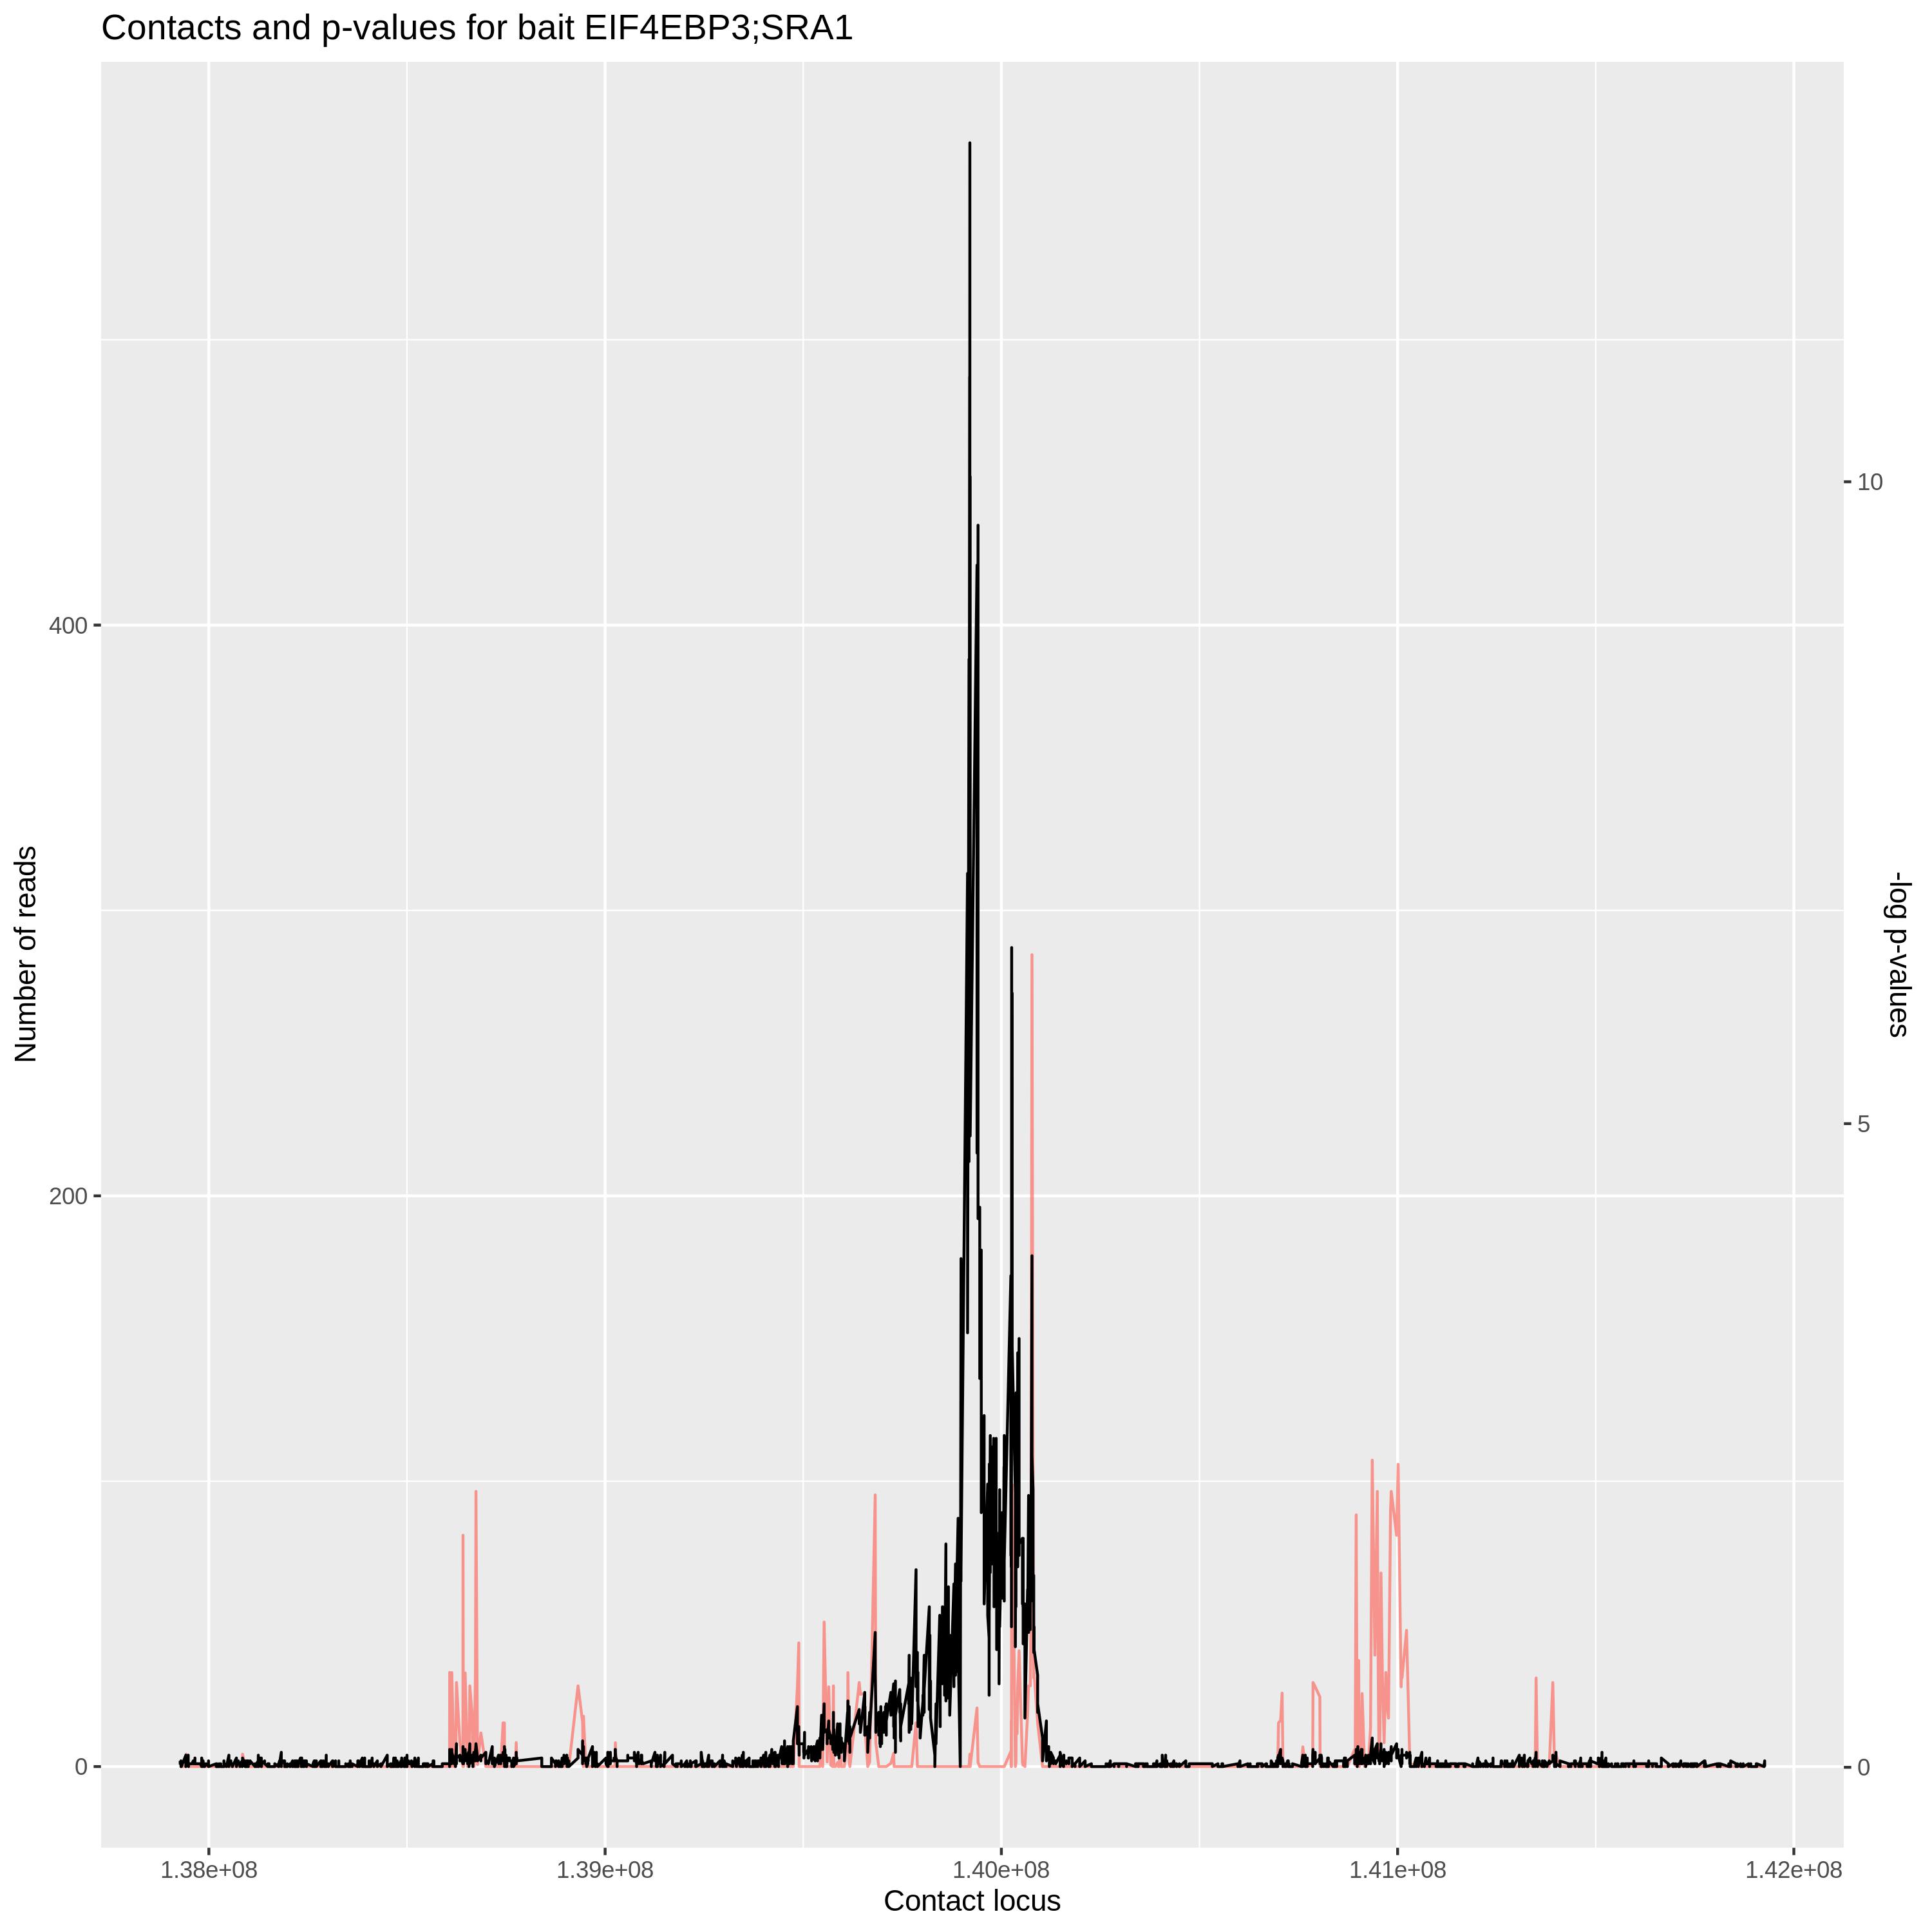 Contacts and p-values for bait EIF4EBP3;SRA1
400
200
0
Number of reads
10
5
0
-log p-values
1.38e+08
1.39e+08
1.40e+08
1.41e+08
1.42e+08
Contact locus